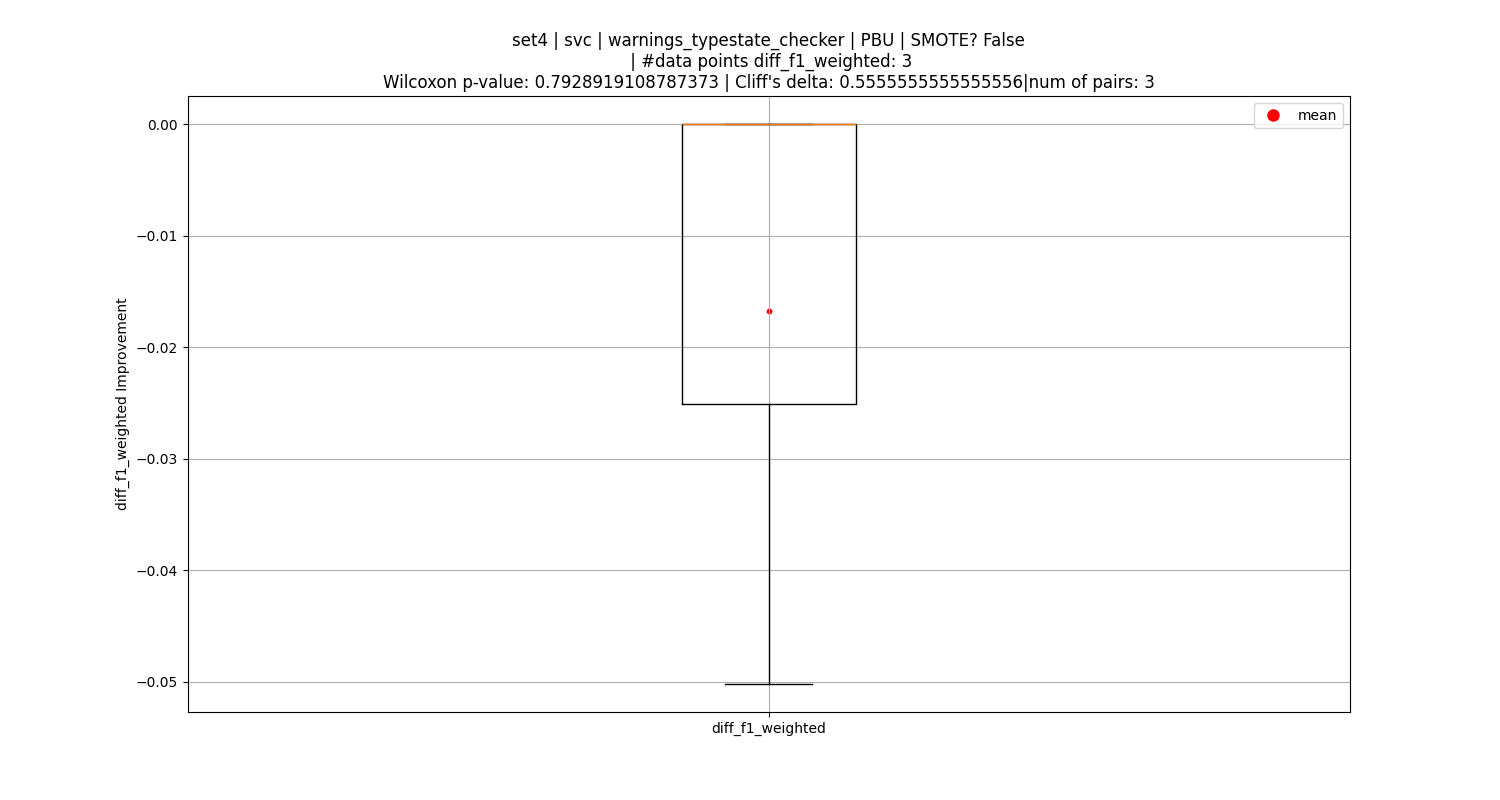 set4 | svc | warnings_typestate_checker | PBU | SMOTE? False
| #data points diff_f1_weighted: 3
Wilcoxon p-value: 0.7928919108787373 | Cliff's delta: 0.5555555555555556|num of pairs: 3
mean
0.00
−0.01
−0.02
−0.03
−0.04
−0.05
diff_f1_weighted Improvement
diff_f1_weighted